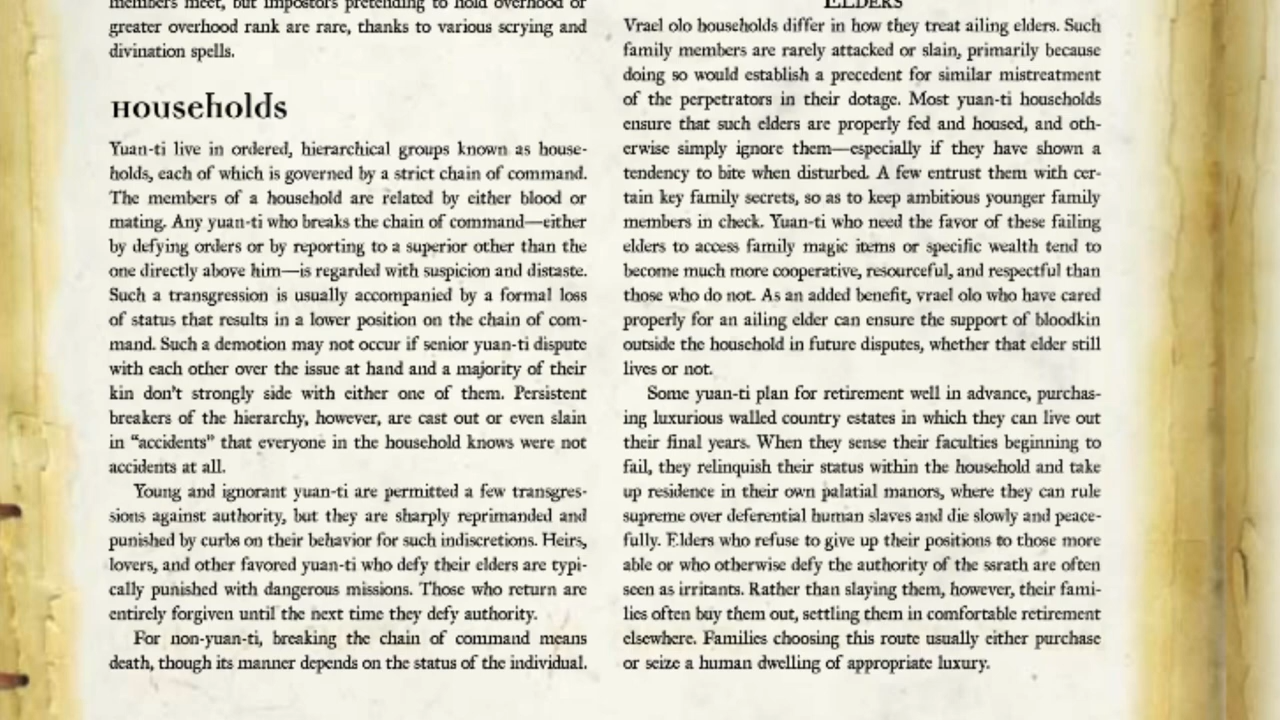 members meet, but impostors pretending to hold overhood or
greater overhood rank are rare, thanks to various scrying and
divination spells.
Households
Yuan-ti live in ordered, hierarchical groups known as house-
holds, each of which is governed by a strict chain of command.
The members of a household are related by either blood or
mating. Any yuan-ti who breaks the chain of command—either
by defying orders or by reporting to a superior other than the
one directly above him—is regarded with suspicion and distaste.
Such a transgression is usually accompanied by a formal loss
of status that results in a lower position on the chain of com-
mand. Such a demotion may not occur if senior yuan-ti dispute
with each other over the issue at hand and a majority of their
kin don't strongly side with either one of them. Persistent
breakers of the hierarchy, however, are cast out or even slain
in "accidents" that everyone in the household knows were not
accidents at all.
Young and ignorant yuan-ti are permitted a few transgres-
sions against authority, but they are sharply reprimanded and
punished by curbs on their behavior for such indiscretions. Heirs,
lovers, and other favored yuan-ti who defy their elders are typi-
cally punished with dangerous missions. Those who return are
entirely forgiven until the next time they defy authority.
For non-yuan-ti, breaking the chain of command means
death, though its manner depends on the status of the individual.
Elders
Vrael olo households differ in how they treat ailing elders. Such
family members are rarely attacked or slain, primarily because
doing so would establish a precedent for similar mistreatment
of the perpetrators in their dotage. Most yuan-ti households
ensure that such elders are properly fed and housed, and oth-
erwise simply ignore them—especially if they have shown a
tendency to bite when disturbed. A few entrust them with cer-
tain key family secrets, so as to keep ambitious younger family
members in check. Yuan-ti who need the favor of these failing
elders to access family magic items or specific wealth tend to
become much more cooperative, resourceful, and respectful than
those who do not. As an added benefit, vrael olo who have cared
properly for an ailing elder can ensure the support of bloodkin
outside the household in future disputes, whether that elder still
lives or not.
Some yuan-ti plan for retirement well in advance, purchas-
ing luxurious walled country estates in which they can live out
their final years. When they sense their faculties beginning to
fail, they relinquish their status within the household and take
up residence in their own palatial manors, where they can rule
supreme over deferential human slaves and die slowly and peace-
fully. Elders who refuse to give up their positions to those more
able or who otherwise defy the authority of the ssrath are often
seen as irritants. Rather than slaying them, however, their fami-
lies often buy them out, settling them in comfortable retirement
elsewhere. Families choosing this route usually either purchase
or seize a human dwelling of appropriate luxury.